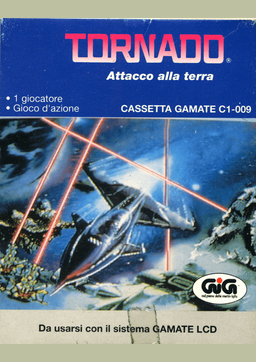 TORNADO®
Attacco alla terra
• 1 giocatore
• Gioco d'azione
CASSETTA GAMATE C1-009
GiG
Da usarsi con il sistema GAMATE LCD